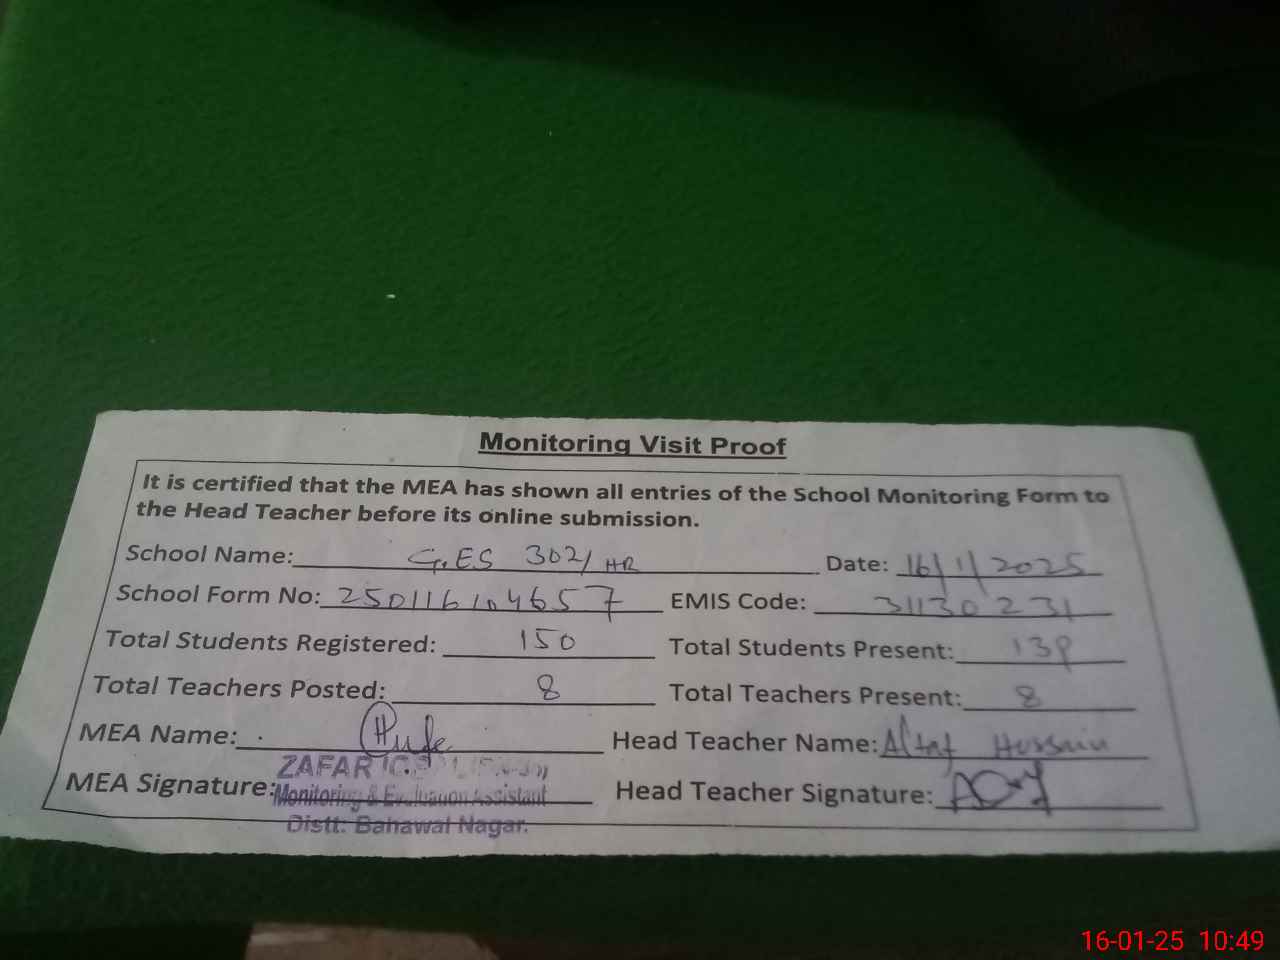 Monitoring Visit Proof
It is certified that the MEA has shown all entries of the School Monitoring Form to
the Head Teacher before its online submission.
School Name: G.ES 302/HR Date: 16/1/2025
School Form No: 250116104657 EMIS Code: 31130231
Total Students Registered: 150 Total Students Present:
Total Teachers Posted: 8 Total Teachers Present: 8
MEA Name: Head Teacher Name: Altaf Hussain
ZAFAR
MEA Signature: Monitoring & Evaluation Assistant Head Teacher Signature:
Distt: Bahawal Nagar.
16-01-25 10:49